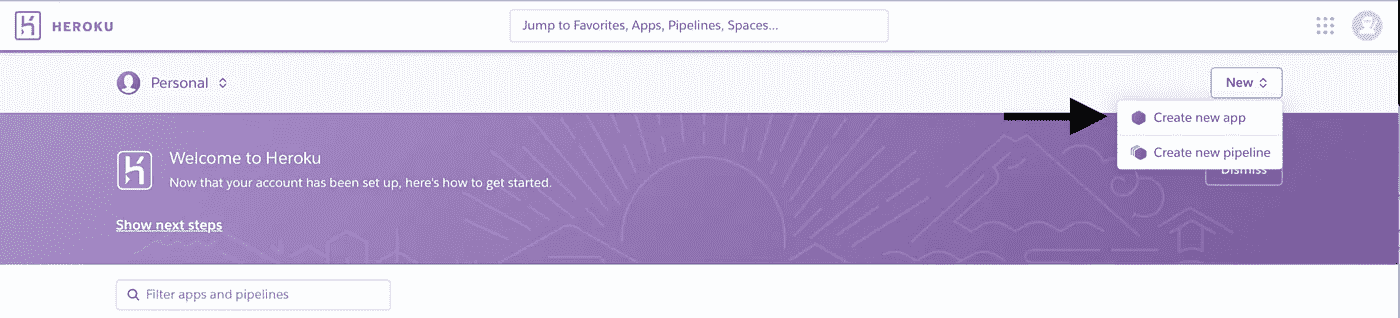 HEROKU
Jump to Favorites, Apps, Pipelines, Spaces...
Personal
New
Create new app
Create new pipeline
Dismiss
Welcome to Heroku
Now that your account has been set up, here's how to get started.
Show next steps
Filter apps and pipelines